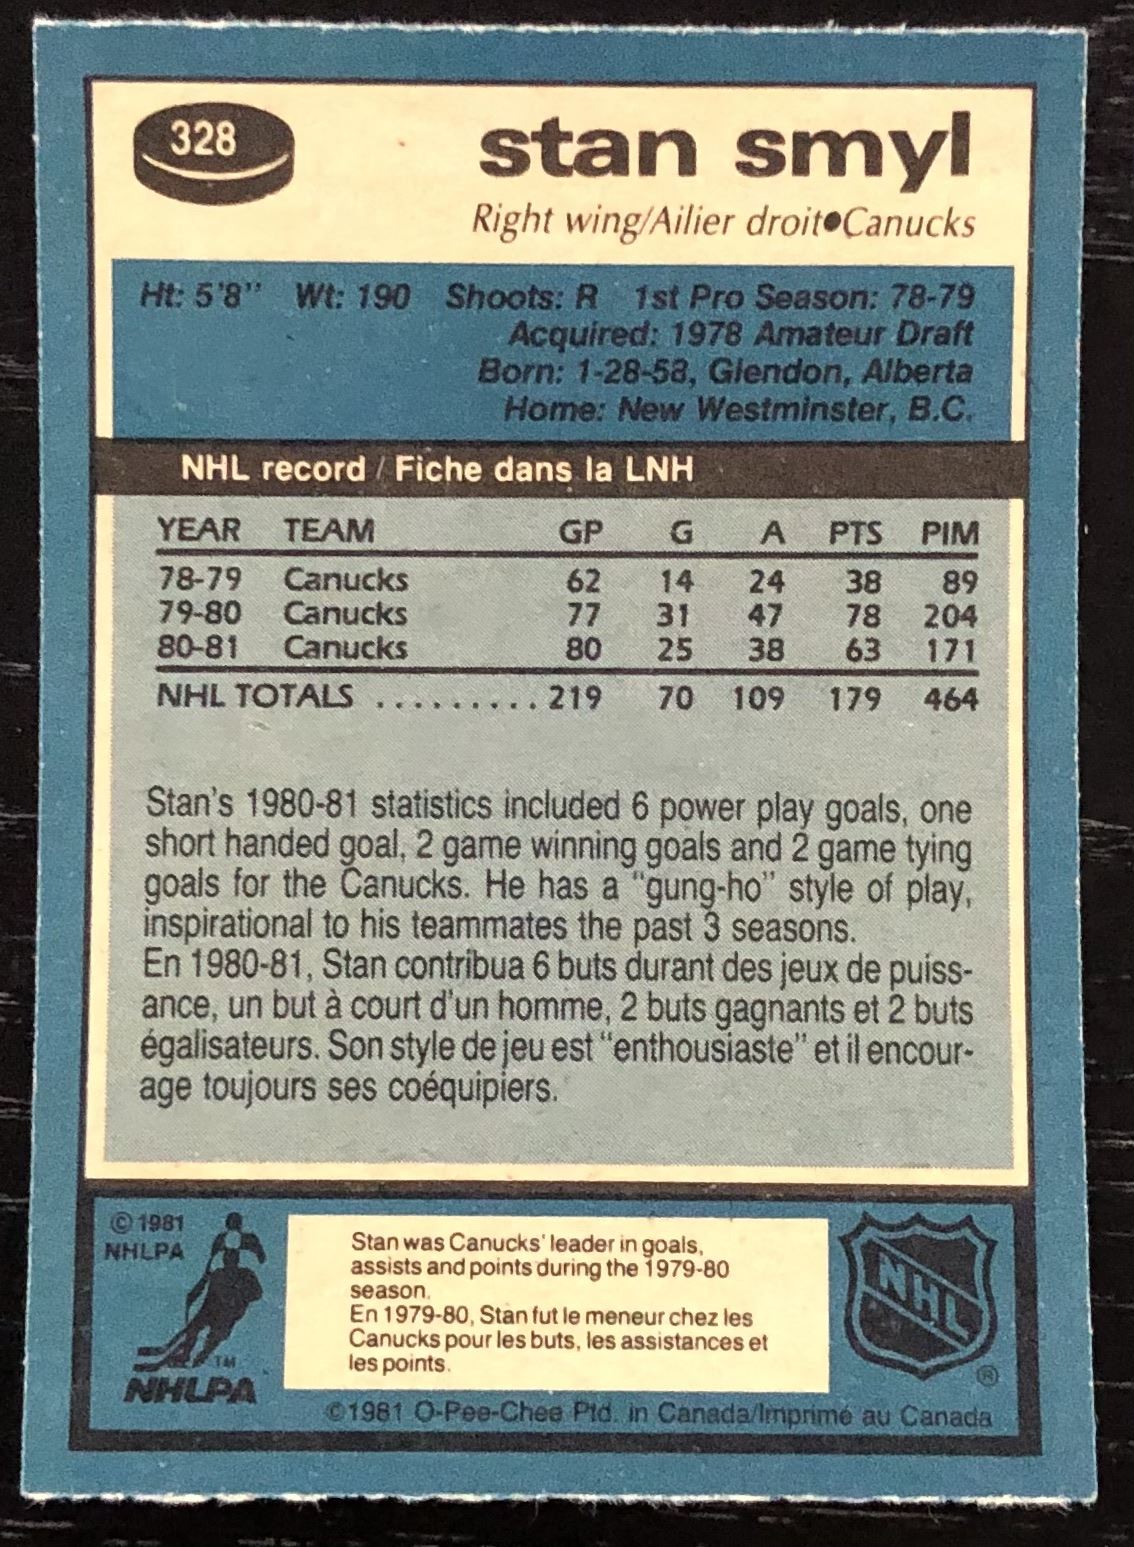 328
stan smyl
Right wing/Ailier droit●Canucks
Ht: 5'8" Wt: 190 Shoots: R 1st Pro Season: 78-79
Acquired: 1978 Amateur Draft
Born: 1-28-58, Glendon, Alberta
Home: New Westminster, B.C.
NHL record / Fiche dans la LNH
YEAR TEAM GP G A PTS PIM
78-79 Canucks 62 14 24 38 89
79-80 Canucks 77 31 47 78 204
80-81 Canucks 80 25 38 63 171
NHL TOTALS ......... 219 70 109 179 464
Stan's 1980-81 statistics included 6 power play goals, one
short handed goal, 2 game winning goals and 2 game tying
goals for the Canucks. He has a "gung-ho" style of play,
inspirational to his teammates the past 3 seasons.
En 1980-81, Stan contribua 6 buts durant des jeux de puiss-
ance, un but à court d'un homme, 2 buts gagnants et 2 buts
égalisateurs. Son style de jeu est "enthousiaste" et il encour-
age toujours ses coéquipiers.
© 1981
NHLPA
TM
NHLPA
Stan was Canucks' leader in goals,
assists and points during the 1979-80
season.
En 1979-80, Stan fut le meneur chez les
Canucks pour les buts, les assistances et
les points.
NHL
®
©1981 O-Pee-Chee Ptd. in Canada/Imprimé au Canada